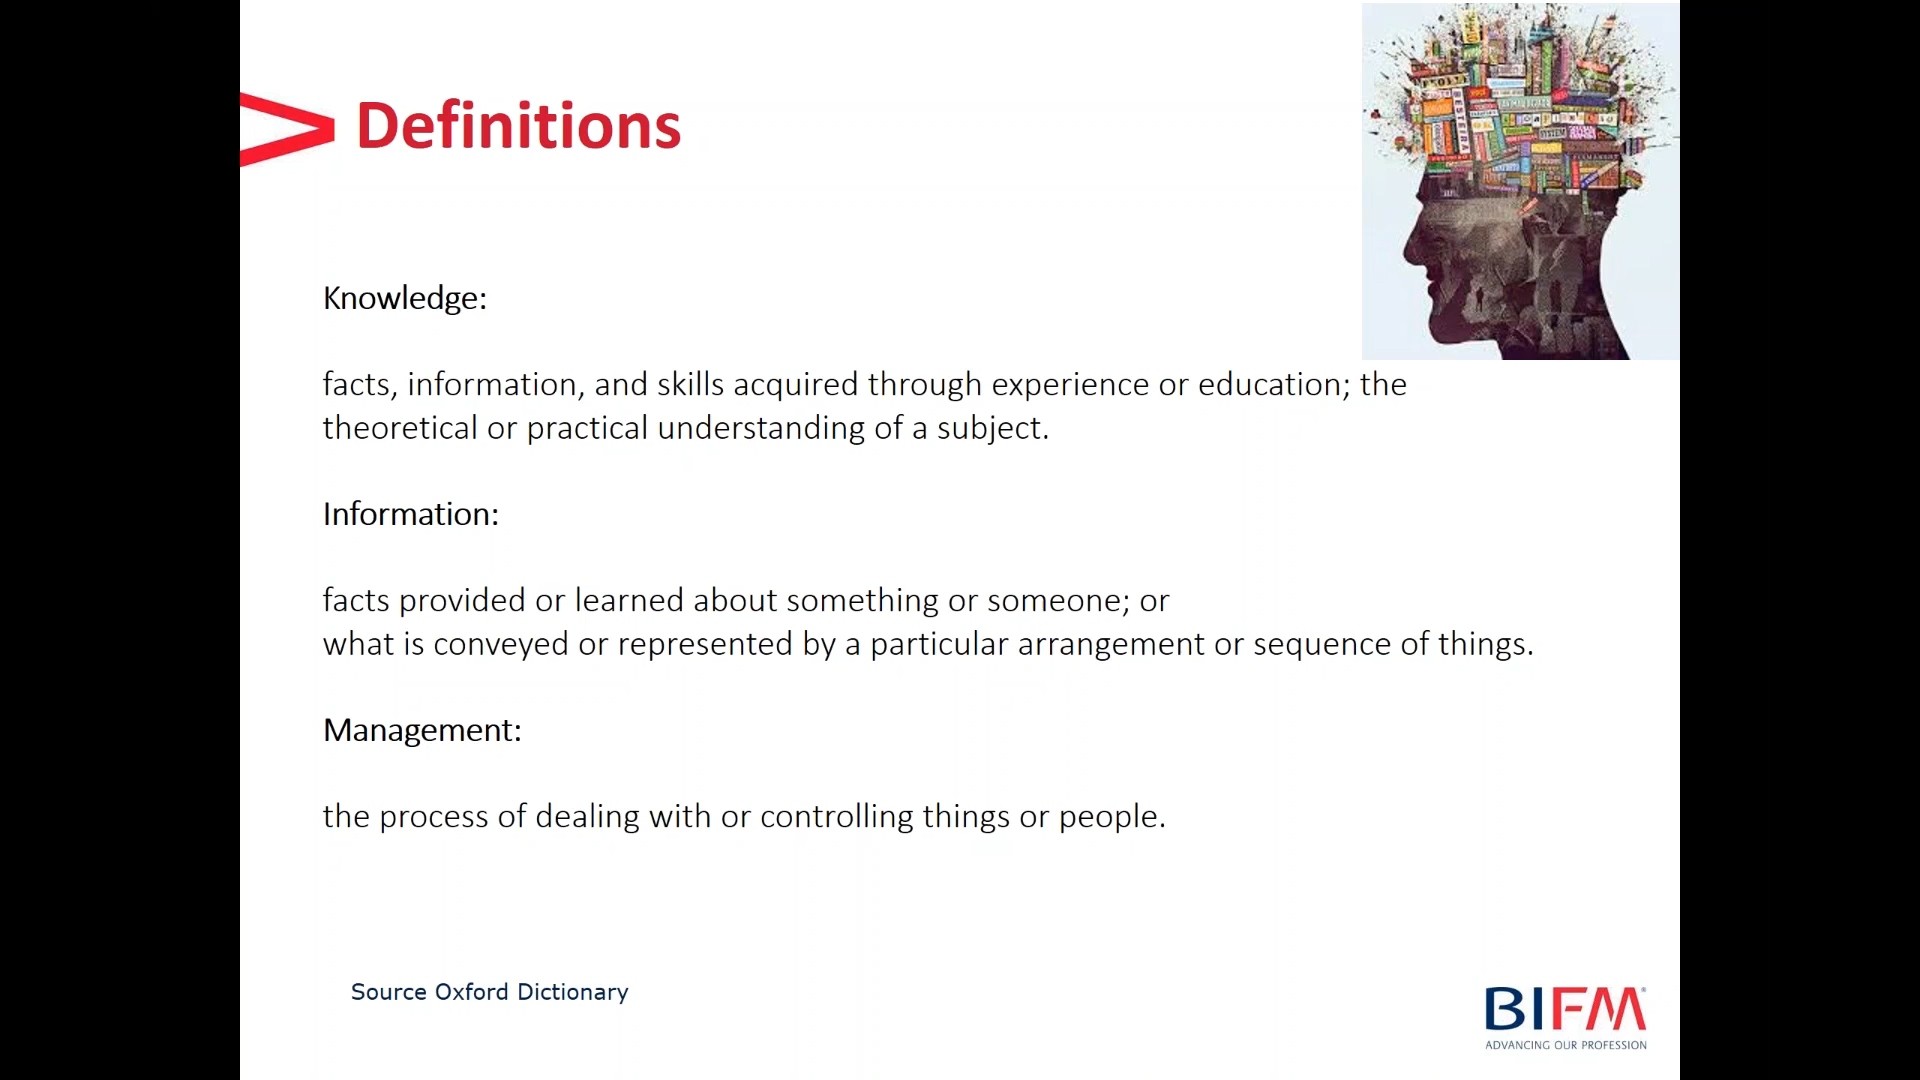 Definitions
Knowledge:
facts, information, and skills acquired through experience or education; the
theoretical or practical understanding of a subject.
Information:
facts provided or learned about something or someone; or
what is conveyed or represented by a particular arrangement or sequence of things.
Management:
the process of dealing with or controlling things or people.
Source Oxford Dictionary
BIFM®
ADVANCING OUR PROFESSION